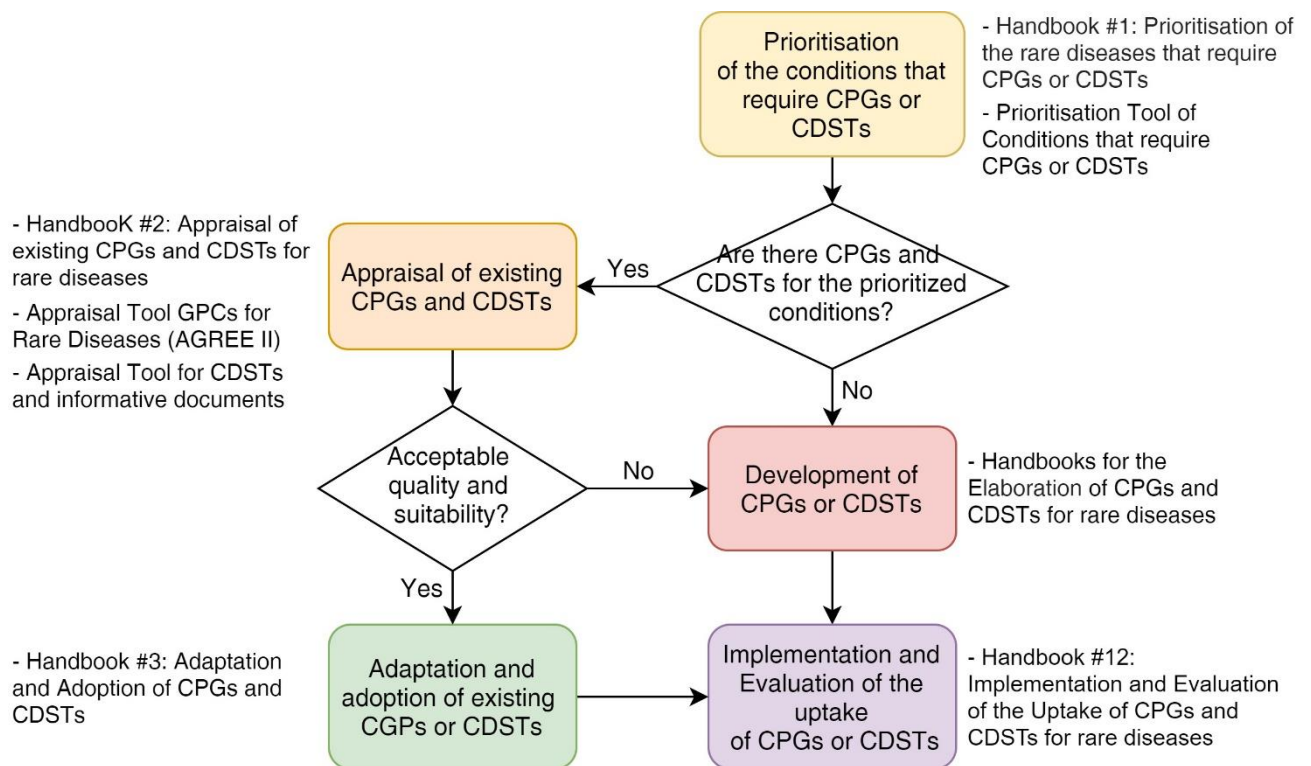 Prioritisation
of the conditions that
require CPGs or
CDSTs
- Handbook #1: Prioritisation of
the rare diseases that require
CPGs or CDSTs
- Prioritisation Tool of
Conditions that require
CPGs or CDSTs
Are there CPGs and
CDSTs for the prioritized
conditions?
Yes
No
- HandbooK #2: Appraisal of
existing CPGs and CDSTs for
rare diseases
- Appraisal Tool GPCs for
Rare Diseases (AGREE II)
- Appraisal Tool for CDSTs
and informative documents
Appraisal of existing
CPGs and CDSTs
Acceptable
quality and
suitability?
No
Yes
Development of
CPGs or CDSTs
- Handbooks for the
Elaboration of CPGs and
CDSTs for rare diseases
- Handbook #3: Adaptation
and Adoption of CPGs and
CDSTs
Adaptation and
adoption of existing
CGPs or CDSTs
Implementation and
Evaluation of the
uptake
of CPGs or CDSTs
- Handbook #12:
Implementation and Evaluation
of the Uptake of CPGs and
CDSTs for rare diseases